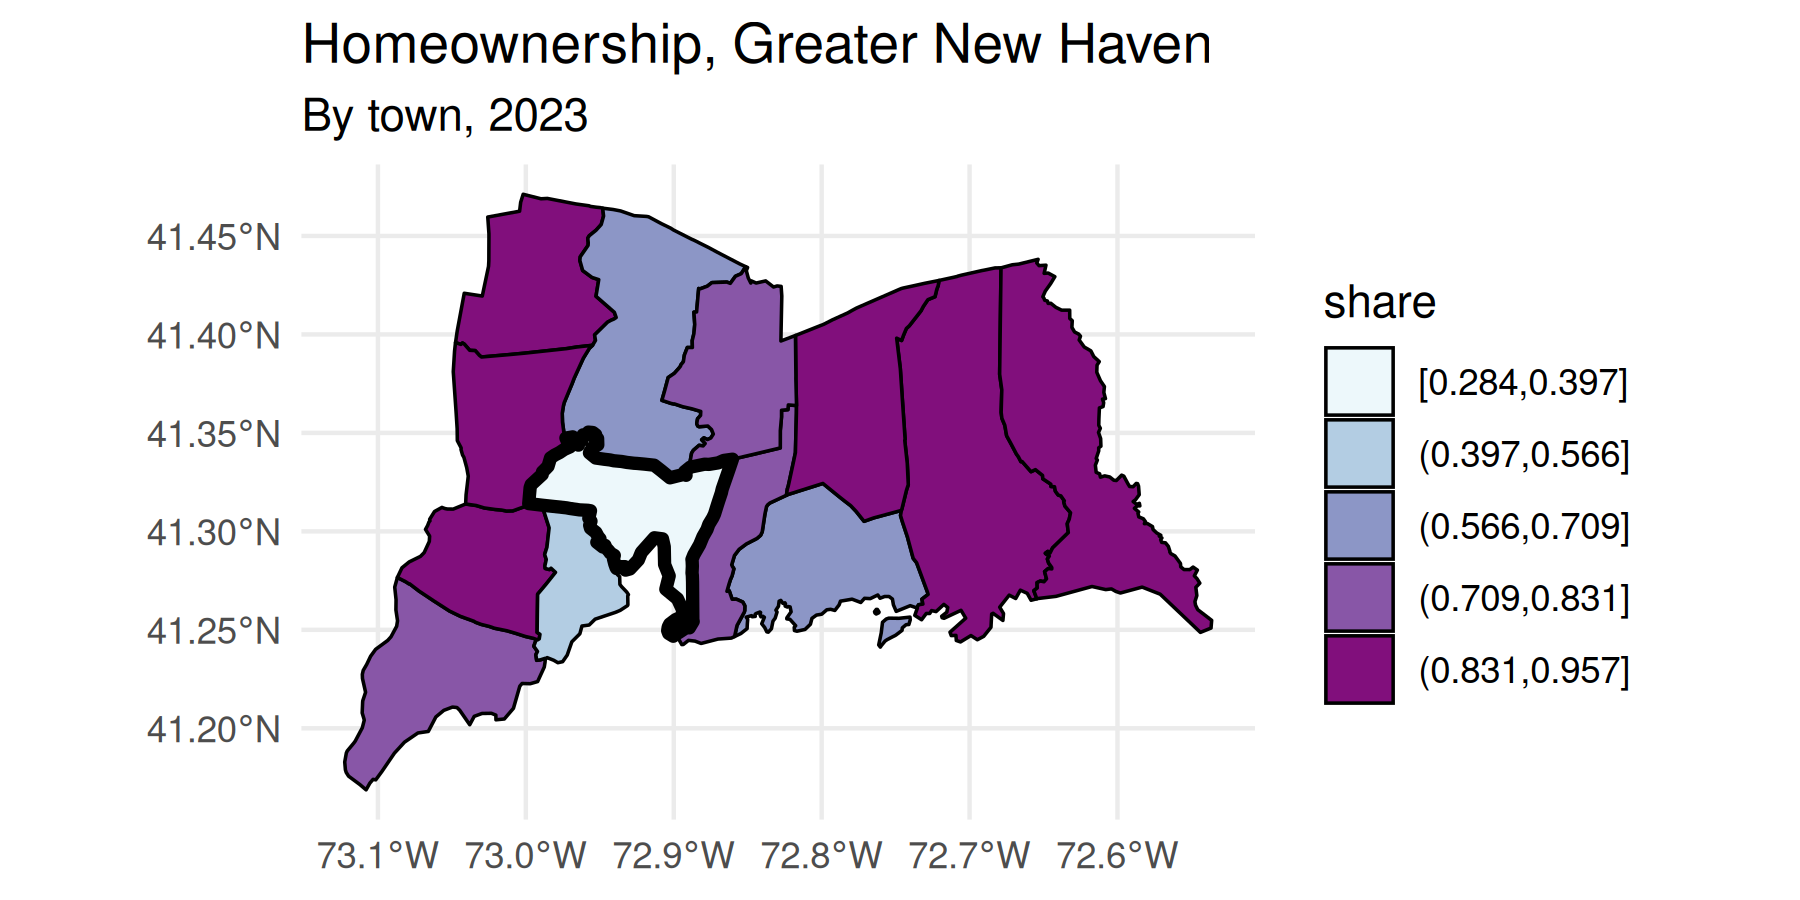 Homeownership, Greater New Haven
By town, 2023
41.45°N
41.40°N
41.35°N
41.30°N
41.25°N
41.20°N
73.1°W
73.0°W
72.9°W
72.8°W
72.7°W
72.6°W
share
[0.284,0.397]
(0.397,0.566]
(0.566,0.709]
(0.709,0.831]
(0.831,0.957]